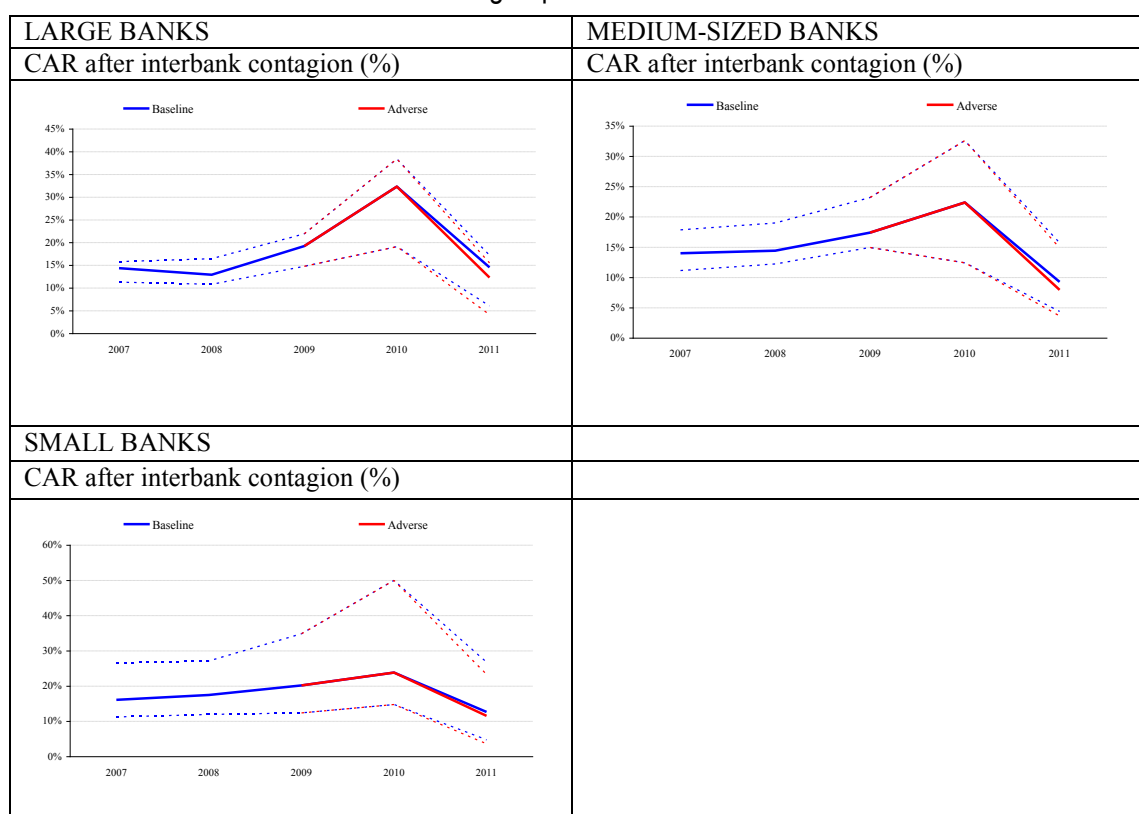 LARGE BANKS
MEDIUM-SIZED BANKS
CAR after interbank contagion (%)
CAR after interbank contagion (%)
Baseline Adverse
45%
40%
35%
30%
25%
20%
15%
10%
5%
0%
2007 2008 2009 2010 2011
Baseline Adverse
35%
30%
25%
20%
15%
10%
5%
0%
2007 2008 2009 2010 2011
SMALL BANKS
CAR after interbank contagion (%)
Baseline Adverse
60%
50%
40%
30%
20%
10%
0%
2007 2008 2009 2010 2011